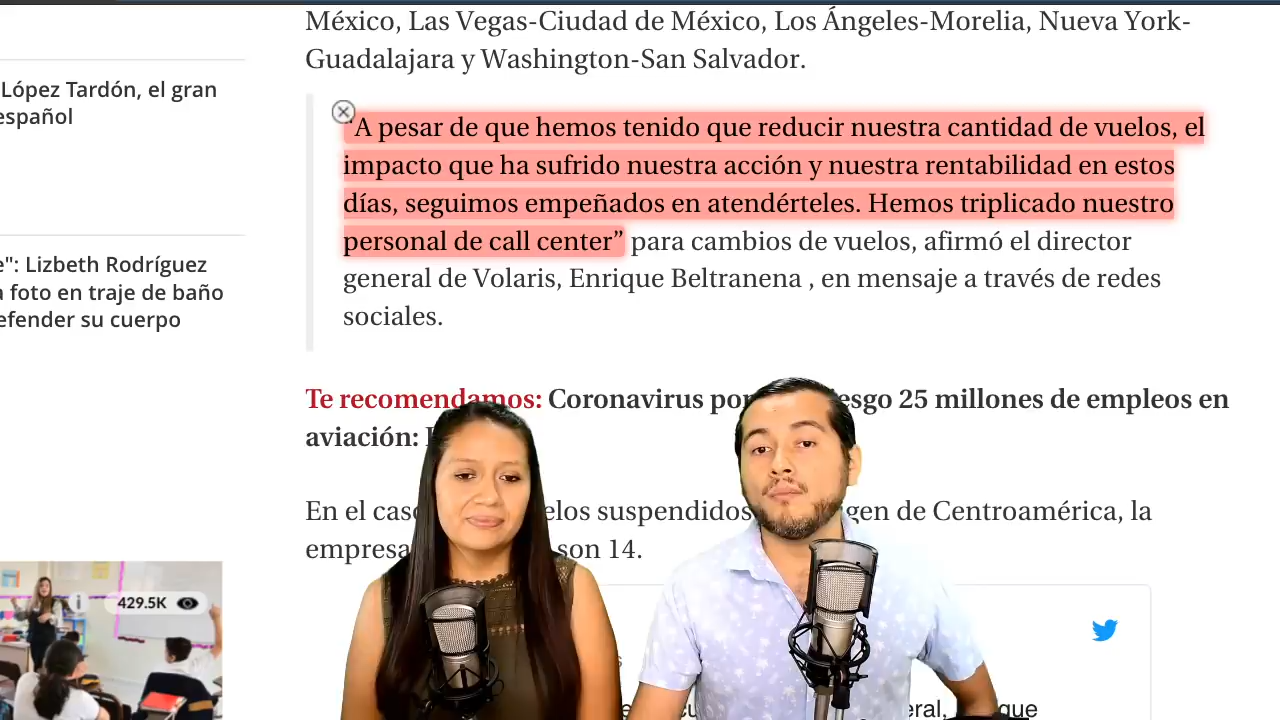 México, Las Vegas-Ciudad de México, Los Ángeles-Morelia, Nueva York-
Guadalajara y Washington-San Salvador.
López Tardón, el gran
español
"A pesar de que hemos tenido que reducir nuestra cantidad de vuelos, el
impacto que ha sufrido nuestra acción y nuestra rentabilidad en estos
días, seguimos empeñados en atendérteles. Hemos triplicado nuestro
personal de call center” para cambios de vuelos, afirmó el director
general de Volaris, Enrique Beltranena , en mensaje a través de redes
sociales.
e": Lizbeth Rodríguez
a foto en traje de baño
efender su cuerpo
Te recomendamos: Coronavirus 25 millones de empleos en
aviación:
En el suspendidos de Centroamérica, la
empresa son 14.
429.5K